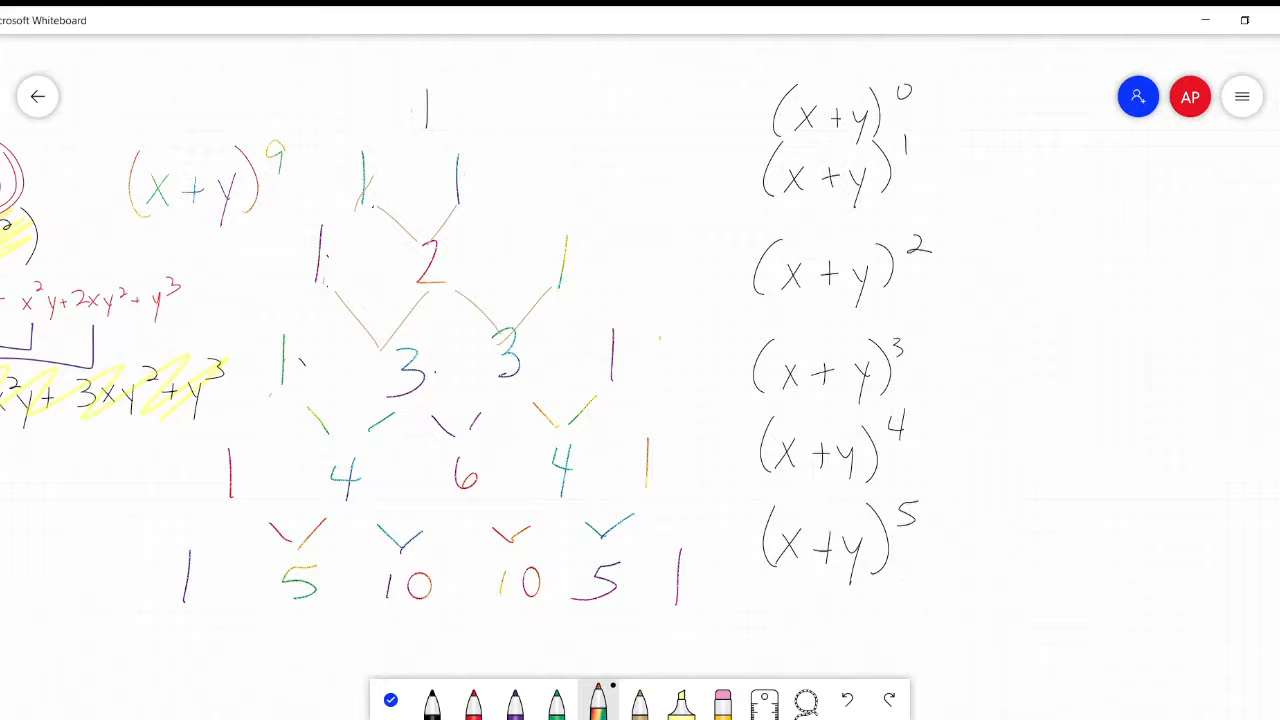 crosoft Whiteboard
AP
1
(x+y)⁹
1 1
1 2 1
x²y+2xy²+y³
1 3 3 1
x²y+3xy²+y³
1 4 6 4 1
1 5 10 10 5 1
(x+y)⁰
(x+y)¹
(x+y)²
(x+y)³
(x+y)⁴
(x+y)⁵